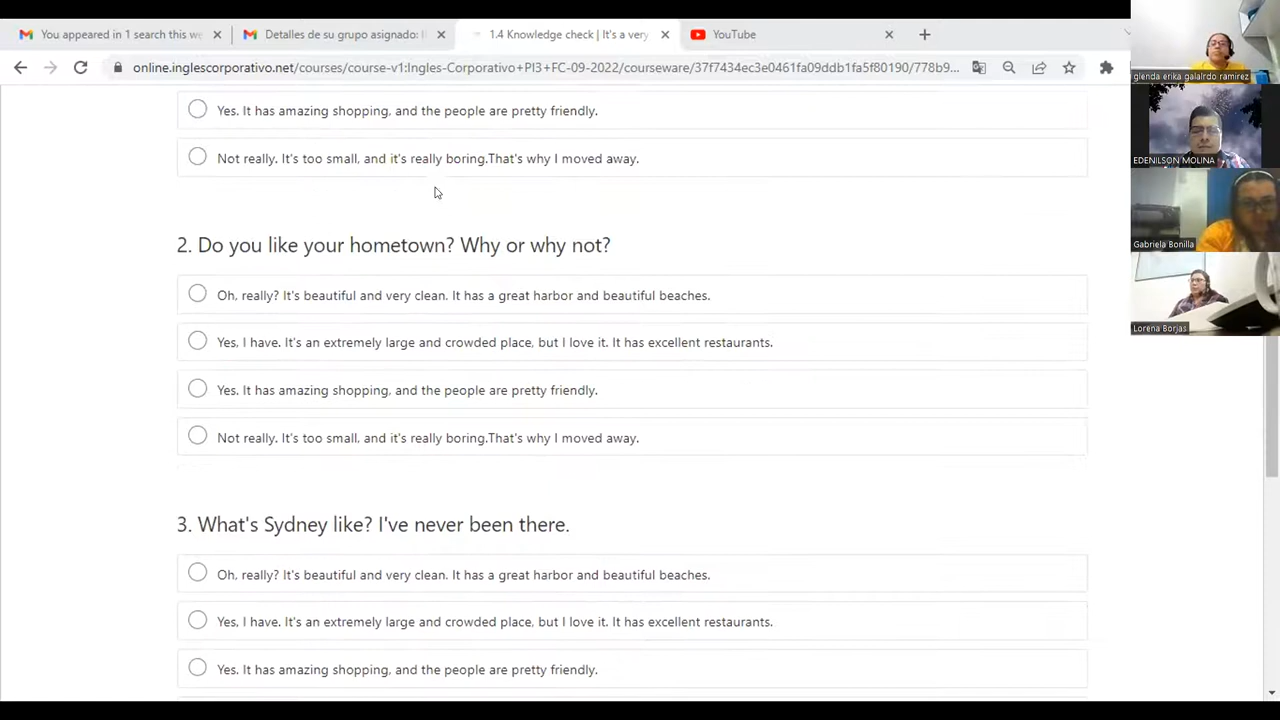 You appeared in 1 search this we
Detalles de su grupo asignado: I
1.4 Knowledge check | It's a very
YouTube
online.inglescorporativo.net/courses/course-v1:Ingles-Corporativo+PI3+FC-09-2022/courseware/37f7434ec3e0461fa09ddb1fa5f80190/778b9...
glenda erika galalrdo ramirez
Yes. It has amazing shopping, and the people are pretty friendly.
Not really. It's too small, and it's really boring.That's why I moved away.
EDENILSON MOLINA
2. Do you like your hometown? Why or why not?
Gabriela Bonilla
Oh, really? It's beautiful and very clean. It has a great harbor and beautiful beaches.
Lorena Borjas
Yes, I have. It's an extremely large and crowded place, but I love it. It has excellent restaurants.
Yes. It has amazing shopping, and the people are pretty friendly.
Not really. It's too small, and it's really boring.That's why I moved away.
3. What's Sydney like? I've never been there.
Oh, really? It's beautiful and very clean. It has a great harbor and beautiful beaches.
Yes, I have. It's an extremely large and crowded place, but I love it. It has excellent restaurants.
Yes. It has amazing shopping, and the people are pretty friendly.